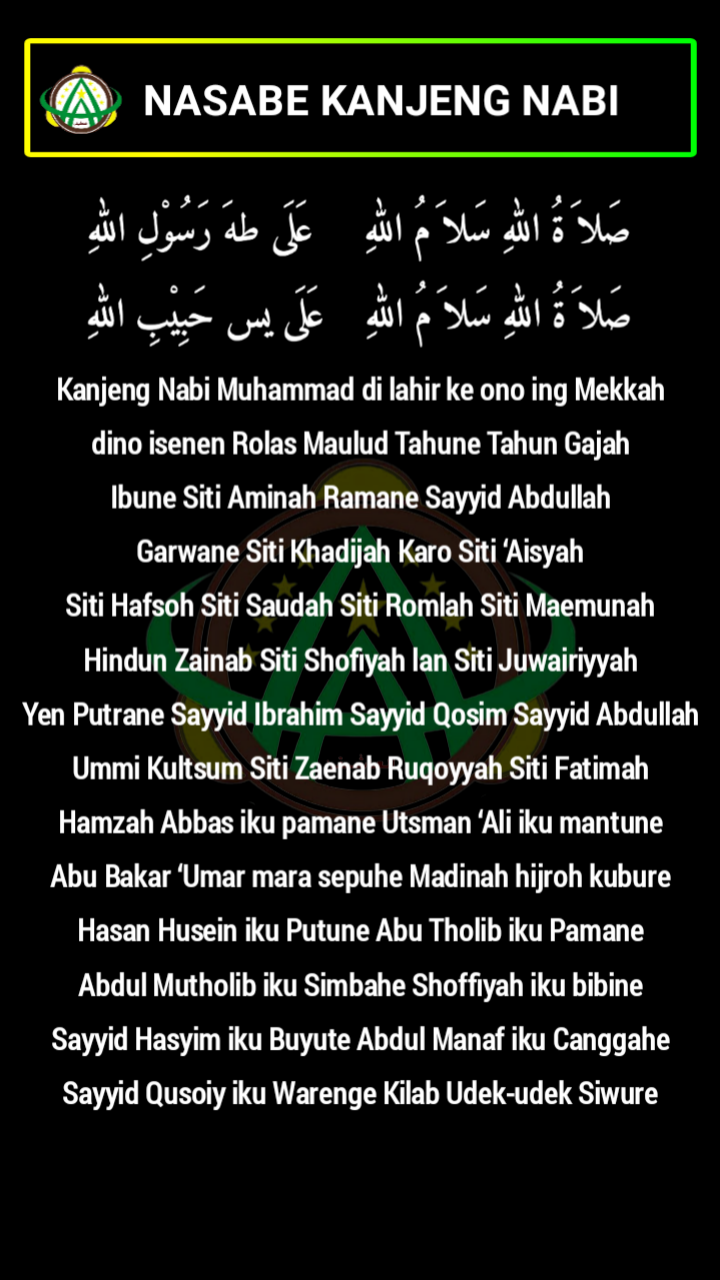 NASABE KANJENG NABI
صَلاَةُ اللهِ سَلاَمُ اللهِ عَلَى طهَ رَسُوْلِ اللهِ
صَلاَةُ اللهِ سَلاَمُ اللهِ عَلَى يس حَبِيْبِ اللهِ
Kanjeng Nabi Muhammad di lahir ke ono ing Mekkah
dino isenen Rolas Maulud Tahune Tahun Gajah
Ibune Siti Aminah Ramane Sayyid Abdullah
Garwane Siti Khadijah Karo Siti ‘Aisyah
Siti Hafsoh Siti Saudah Siti Romlah Siti Maemunah
Hindun Zainab Siti Shofiyah lan Siti Juwairiyyah
Yen Putrane Sayyid Ibrahim Sayyid Qosim Sayyid Abdullah
Ummi Kultsum Siti Zaenab Ruqoyyah Siti Fatimah
Hamzah Abbas iku pamane Utsman ‘Ali iku mantune
Abu Bakar ‘Umar mara sepuhe Madinah hijroh kubure
Hasan Husein iku Putune Abu Tholib iku Pamane
Abdul Mutholib iku Simbahe Shoffiyah iku bibine
Sayyid Hasyim iku Buyute Abdul Manaf iku Canggahe
Sayyid Qusoiy iku Warenge Kilab Udek-udek Siwure